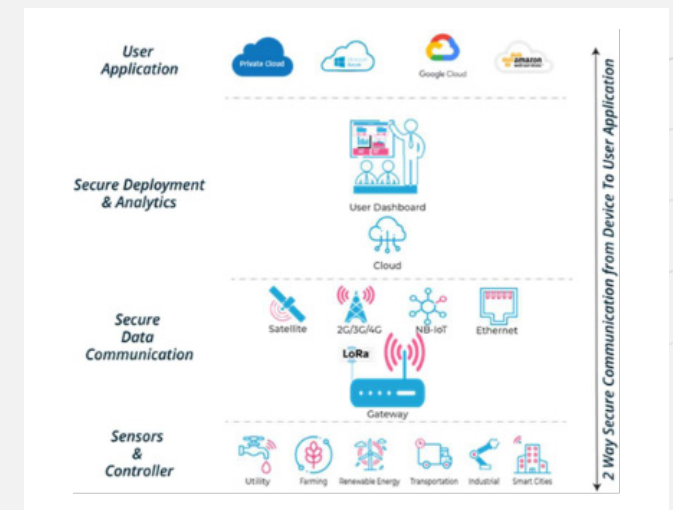 User
Application
Private Cloud
Google Cloud
amazon
Secure Deployment
& Analytics
User Dashboard
Cloud
Secure
Data
Communication
Satellite
2G/3G/4G
NB-IoT
Ethernet
LoRa
Gateway
Sensors
&
Controller
Utility
Farming
Renewable Energy
Transportation
Industrial
Smart Cities
2 Way Secure Communication from Device To User Application